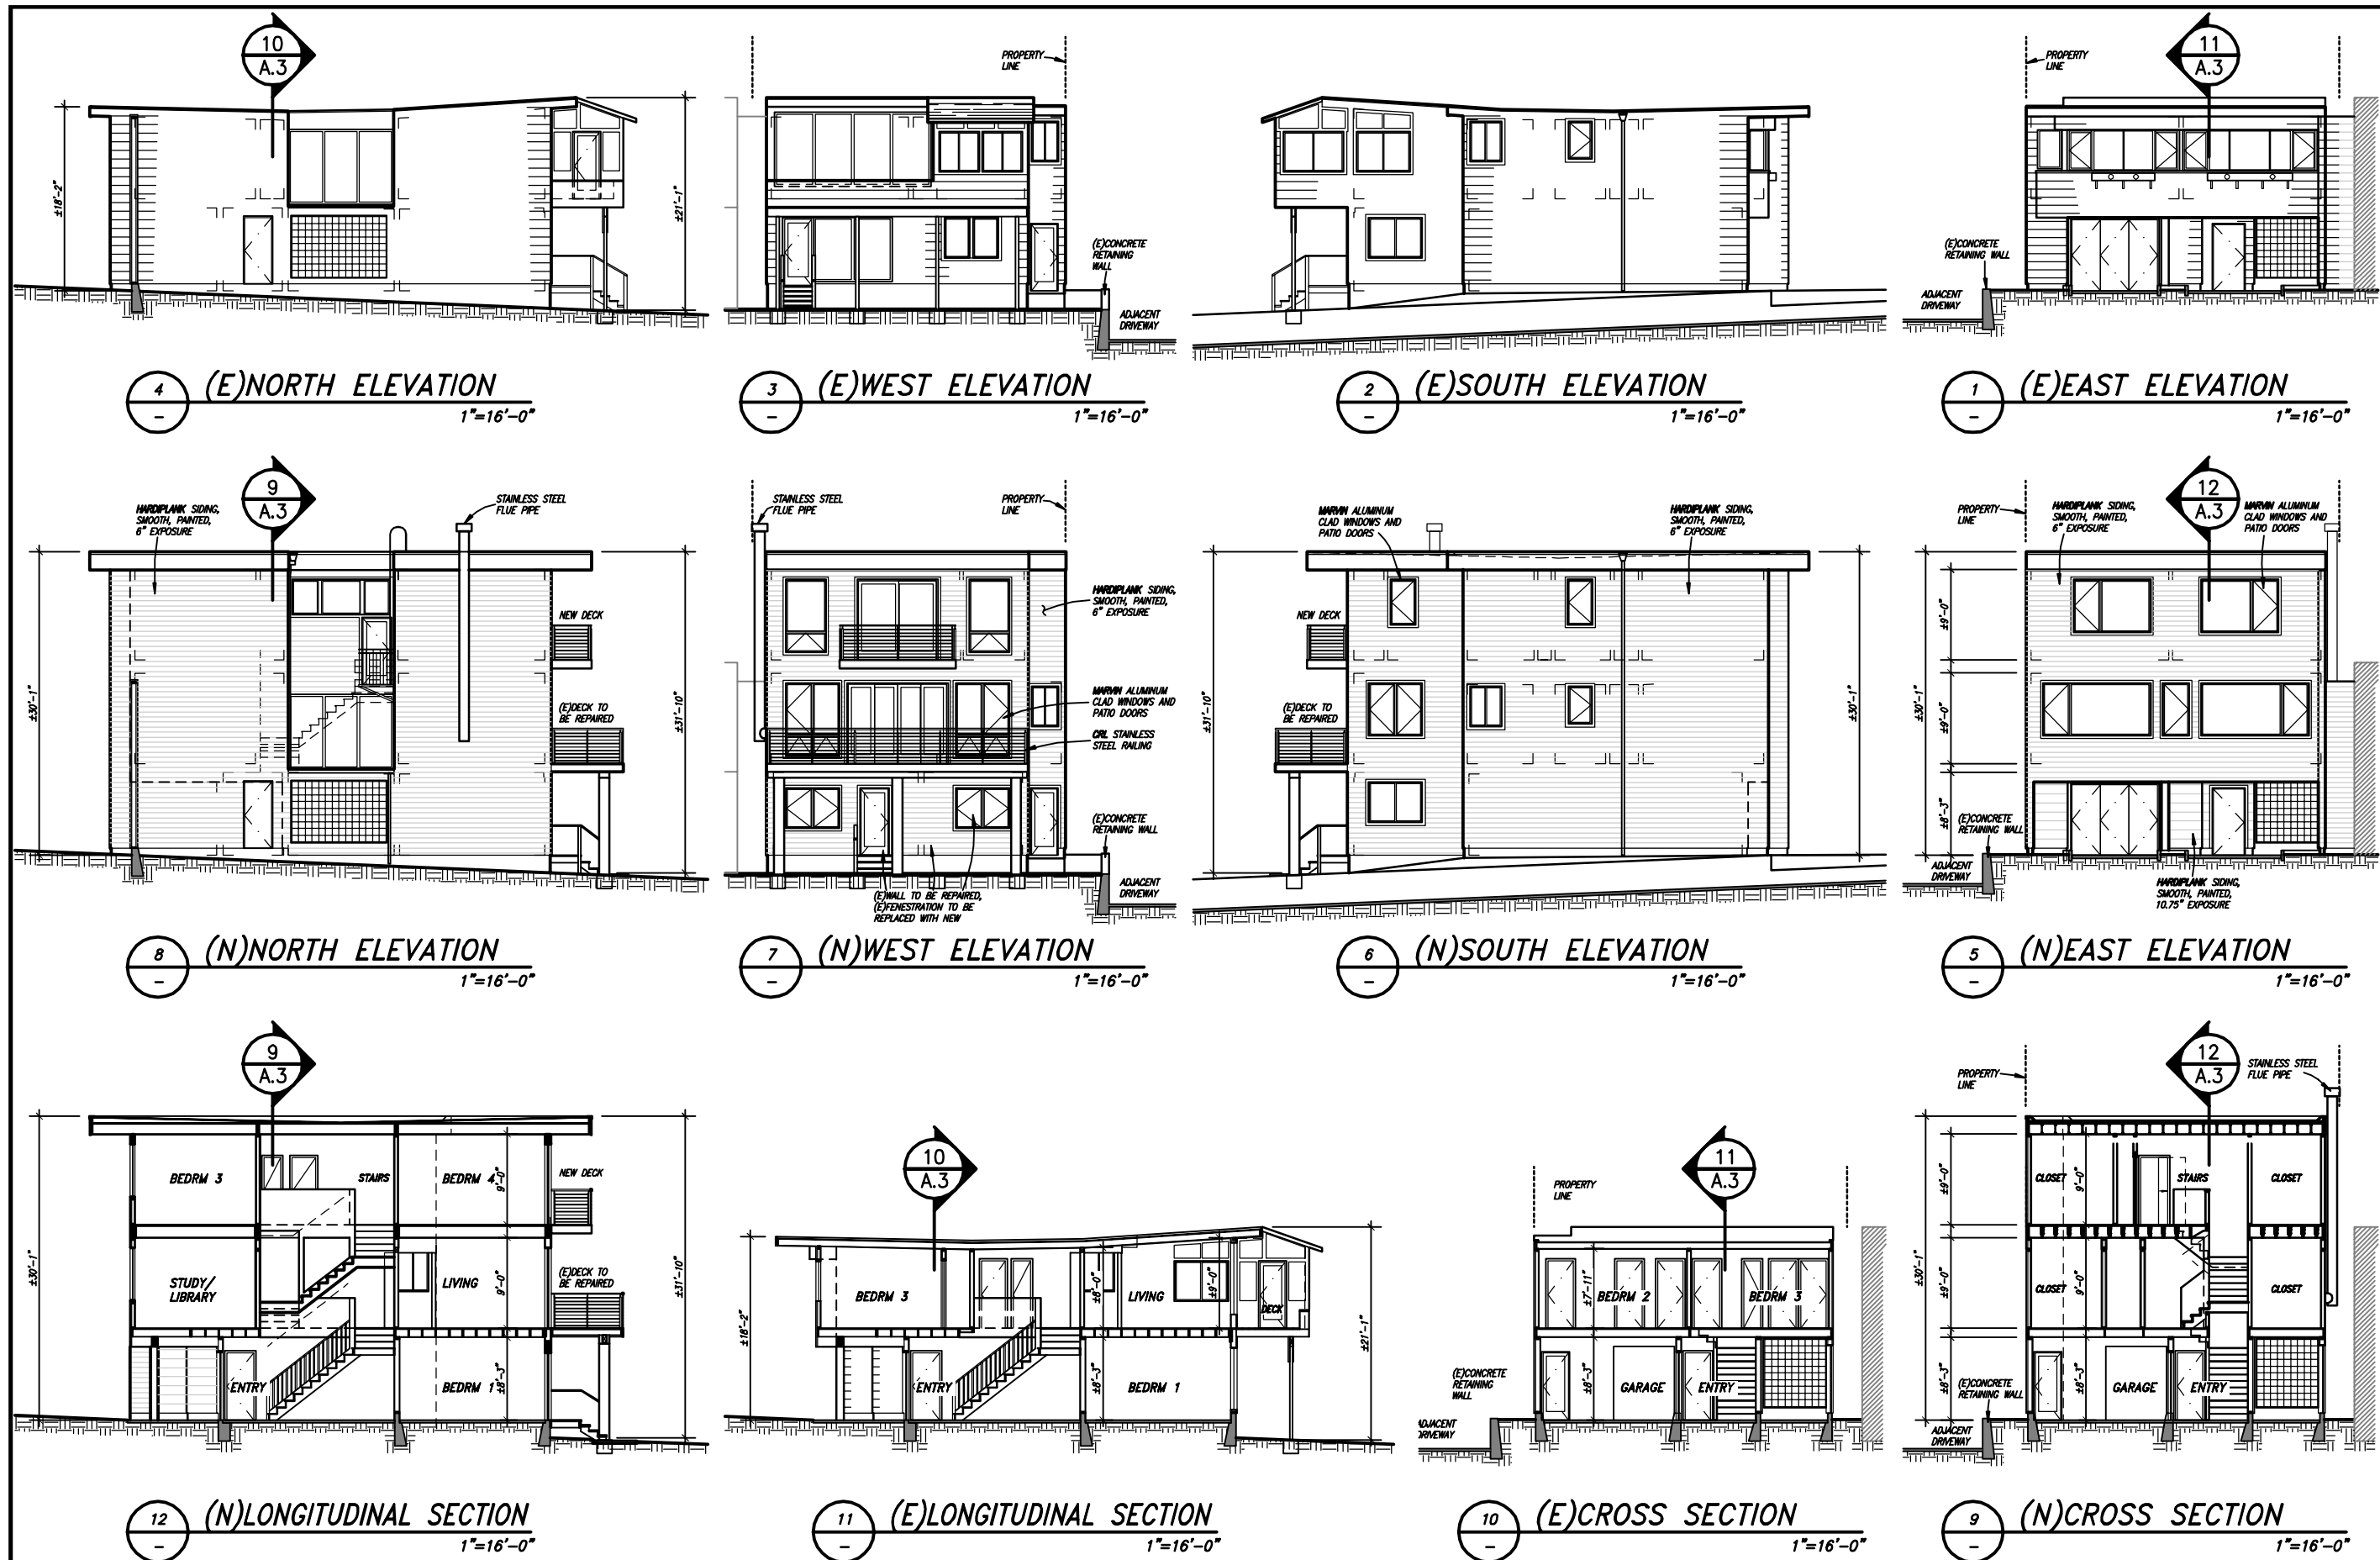 10
A.3
±18'-2"
±21'-1"
4
–
(E)NORTH ELEVATION
1"=16'-0"
PROPERTY
LINE
(E)CONCRETE
RETAINING
WALL
ADJACENT
DRIVEWAY
3
–
(E)WEST ELEVATION
1"=16'-0"
2
–
(E)SOUTH ELEVATION
1"=16'-0"
11
A.3
PROPERTY
LINE
(E)CONCRETE
RETAINING WALL
ADJACENT
DRIVEWAY
1
–
(E)EAST ELEVATION
1"=16'-0"
9
A.3
HARDIPLANK SIDING,
SMOOTH, PAINTED,
6" EXPOSURE
STAINLESS STEEL
FLUE PIPE
NEW DECK
(E)DECK TO
BE REPAIRED
±30'-1"
±31'-10"
8
–
(N)NORTH ELEVATION
1"=16'-0"
STAINLESS STEEL
FLUE PIPE
PROPERTY
LINE
HARDIPLANK SIDING,
SMOOTH, PAINTED,
6" EXPOSURE
MARVIN ALUMINUM
CLAD WINDOWS AND
PATIO DOORS
CRL STAINLESS
STEEL RAILING
(E)CONCRETE
RETAINING WALL
ADJACENT
DRIVEWAY
(E)WALL TO BE REPAIRED,
(E)FENESTRATION TO BE
REPLACED WITH NEW
7
–
(N)WEST ELEVATION
1"=16'-0"
MARVIN ALUMINUM
CLAD WINDOWS AND
PATIO DOORS
HARDIPLANK SIDING,
SMOOTH, PAINTED,
6" EXPOSURE
NEW DECK
(E)DECK TO
BE REPAIRED
±31'-10"
±30'-1"
6
–
(N)SOUTH ELEVATION
1"=16'-0"
12
A.3
PROPERTY
LINE
HARDIPLANK SIDING,
SMOOTH, PAINTED,
6" EXPOSURE
MARVIN ALUMINUM
CLAD WINDOWS AND
PATIO DOORS
±30'-1"
±9'-0"
±9'-0"
±8'-3"
(E)CONCRETE
RETAINING WALL
ADJACENT
DRIVEWAY
HARDIPLANK SIDING,
SMOOTH, PAINTED,
10.75" EXPOSURE
5
–
(N)EAST ELEVATION
1"=16'-0"
9
A.3
BEDRM 3
STAIRS
BEDRM 4
9'-0"
NEW DECK
STUDY/
LIBRARY
LIVING
9'-0"
(E)DECK TO
BE REPAIRED
ENTRY
BEDRM 1
±8'-3"
±30'-1"
±31'-10"
12
–
(N)LONGITUDINAL SECTION
1"=16'-0"
10
A.3
BEDRM 3
±8'-0"
LIVING
±9'-0"
DECK
ENTRY
±8'-3"
BEDRM 1
±18'-2"
±21'-1"
11
–
(E)LONGITUDINAL SECTION
1"=16'-0"
11
A.3
PROPERTY
LINE
±7'-11"
BEDRM 2
BEDRM 3
±8'-3"
GARAGE
ENTRY
(E)CONCRETE
RETAINING
WALL
ADJACENT
DRIVEWAY
10
–
(E)CROSS SECTION
1"=16'-0"
12
A.3
STAINLESS STEEL
FLUE PIPE
PROPERTY
LINE
±30'-1"
±9'-0"
CLOSET
9'-0"
STAIRS
CLOSET
±9'-0"
CLOSET
9'-0"
CLOSET
±8'-3"
±8'-3"
GARAGE
ENTRY
(E)CONCRETE
RETAINING WALL
ADJACENT
DRIVEWAY
9
–
(N)CROSS SECTION
1"=16'-0"